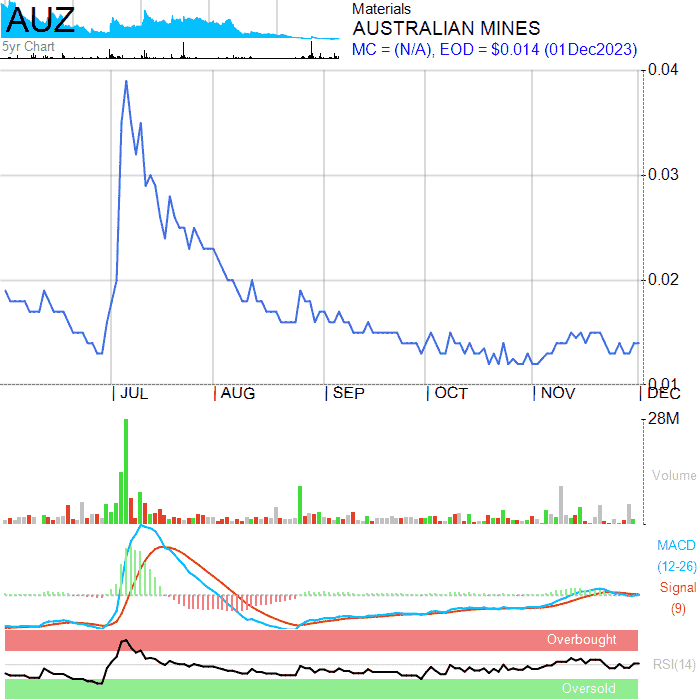 AUZ
5yr Chart
Materials
AUSTRALIAN MINES
MC = (N/A), EOD = $0.014 (01Dec2023)
0.04
0.03
0.02
0.01
JUL AUG SEP OCT NOV DEC
28M
Volume
MACD
(12-26)
Signal
(9)
Overbought
RSI(14)
Oversold